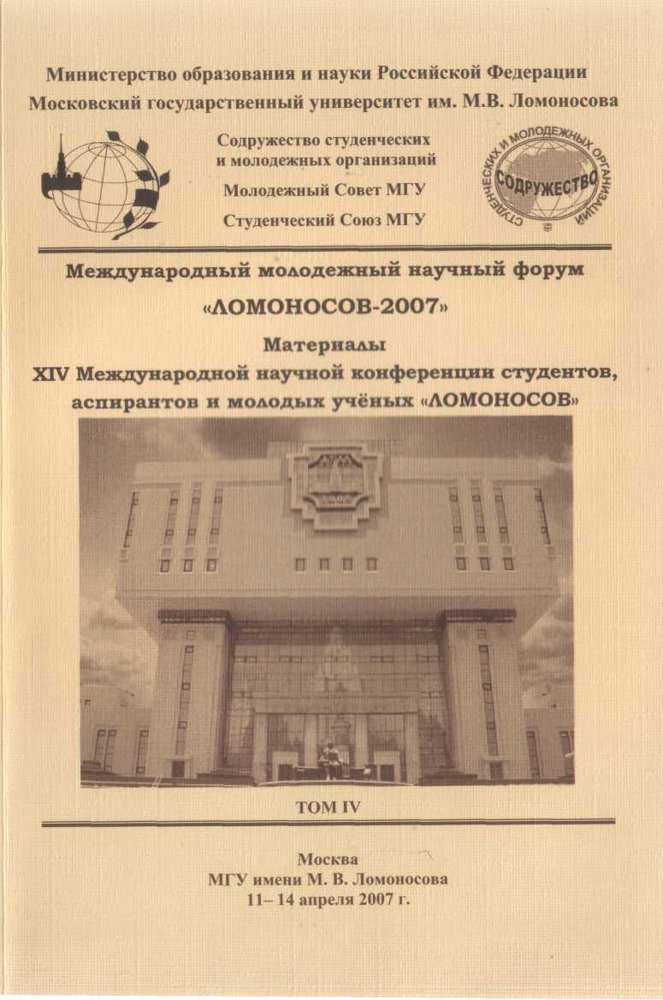 Министерство образования и науки Российской Федерации
Московский государственный университет им. М.В. Ломоносова
Содружество студенческих
и молодежных организаций
Молодежный Совет МГУ
Студенческий Союз МГУ
СТУДЕНЧЕСКИХ И МОЛОДЕЖНЫХ ОРГАНИЗАЦИЙ
СОДРУЖЕСТВО
Международный молодежный научный форум
«ЛОМОНОСОВ-2007»
Материалы
XIV Международной научной конференции студентов,
аспирантов и молодых учёных «ЛОМОНОСОВ»
2005
ТОМ IV
Москва
МГУ имени М. В. Ломоносова
11– 14 апреля 2007 г.